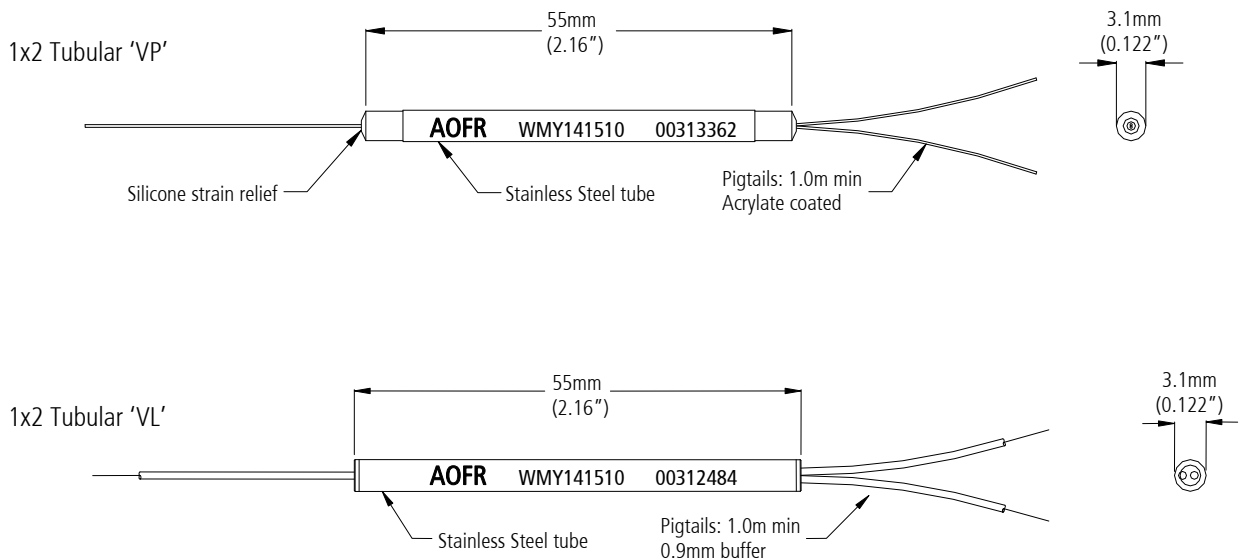 55mm
(2.16")
3.1mm
(0.122")
1x2 Tubular 'VP'
AOFR WMY141510 00313362
Silicone strain relief
Stainless Steel tube
Pigtails: 1.0m min
Acrylate coated
55mm
(2.16")
3.1mm
(0.122")
1x2 Tubular 'VL'
AOFR WMY141510 00312484
Stainless Steel tube
Pigtails: 1.0m min
0.9mm buffer